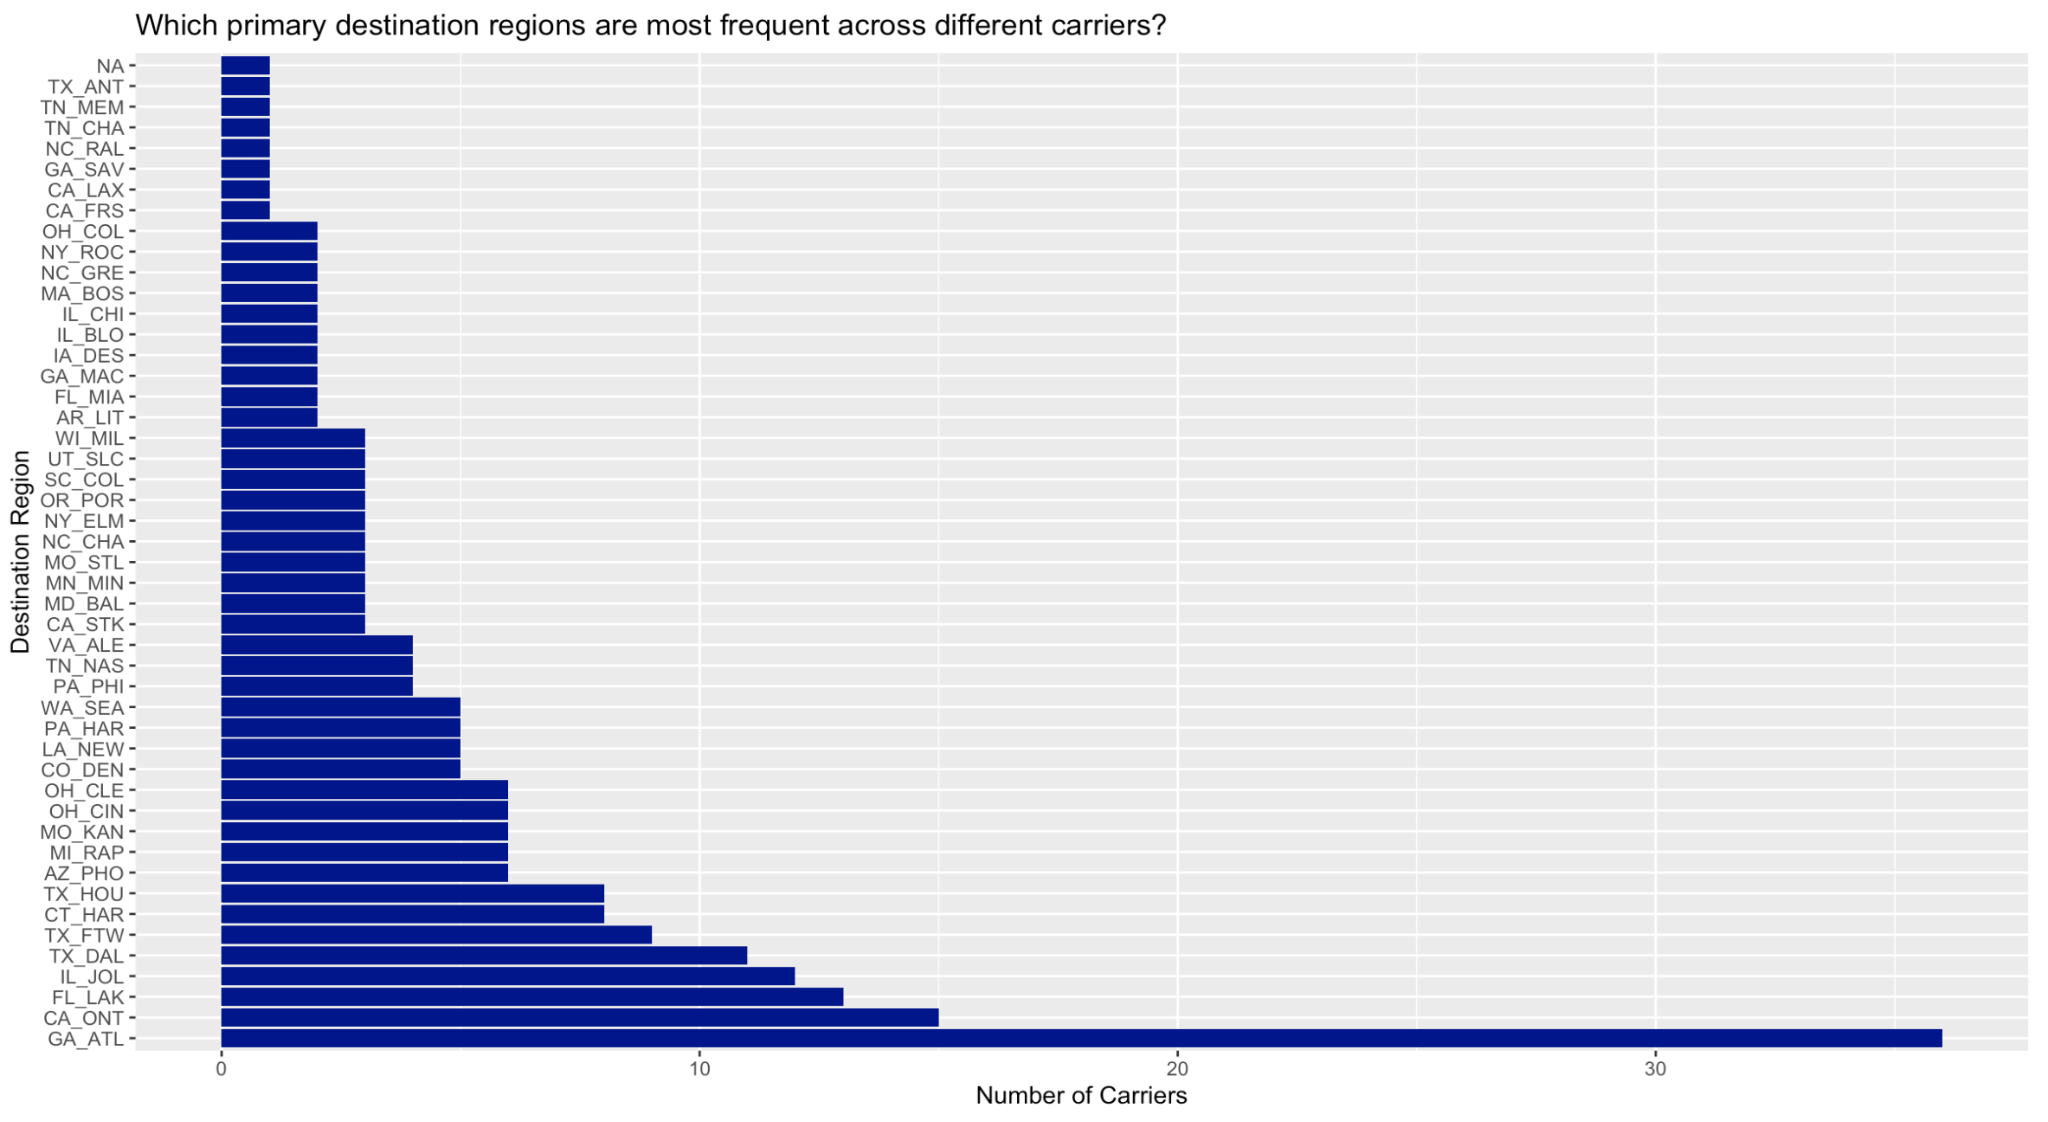 Which primary destination regions are most frequent across different carriers?
Destination Region
NA
TX_ANT
TN_MEM
TN_CHA
NC_RAL
GA_SAV
CA_LAX
CA_FRS
OH_COL
NY_ROC
NC_GRE
MA_BOS
IL_CHI
IL_BLO
IA_DES
GA_MAC
FL_MIA
AR_LIT
WI_MIL
UT_SLC
SC_COL
OR_POR
NY_ELM
NC_CHA
MO_STL
MN_MIN
MD_BAL
CA_STK
VA_ALE
TN_NAS
PA_PHI
WA_SEA
PA_HAR
LA_NEW
CO_DEN
OH_CLE
OH_CIN
MO_KAN
MI_RAP
AZ_PHO
TX_HOU
CT_HAR
TX_FTW
TX_DAL
IL_JOL
FL_LAK
CA_ONT
GA_ATL
0 10 20 30
Number of Carriers